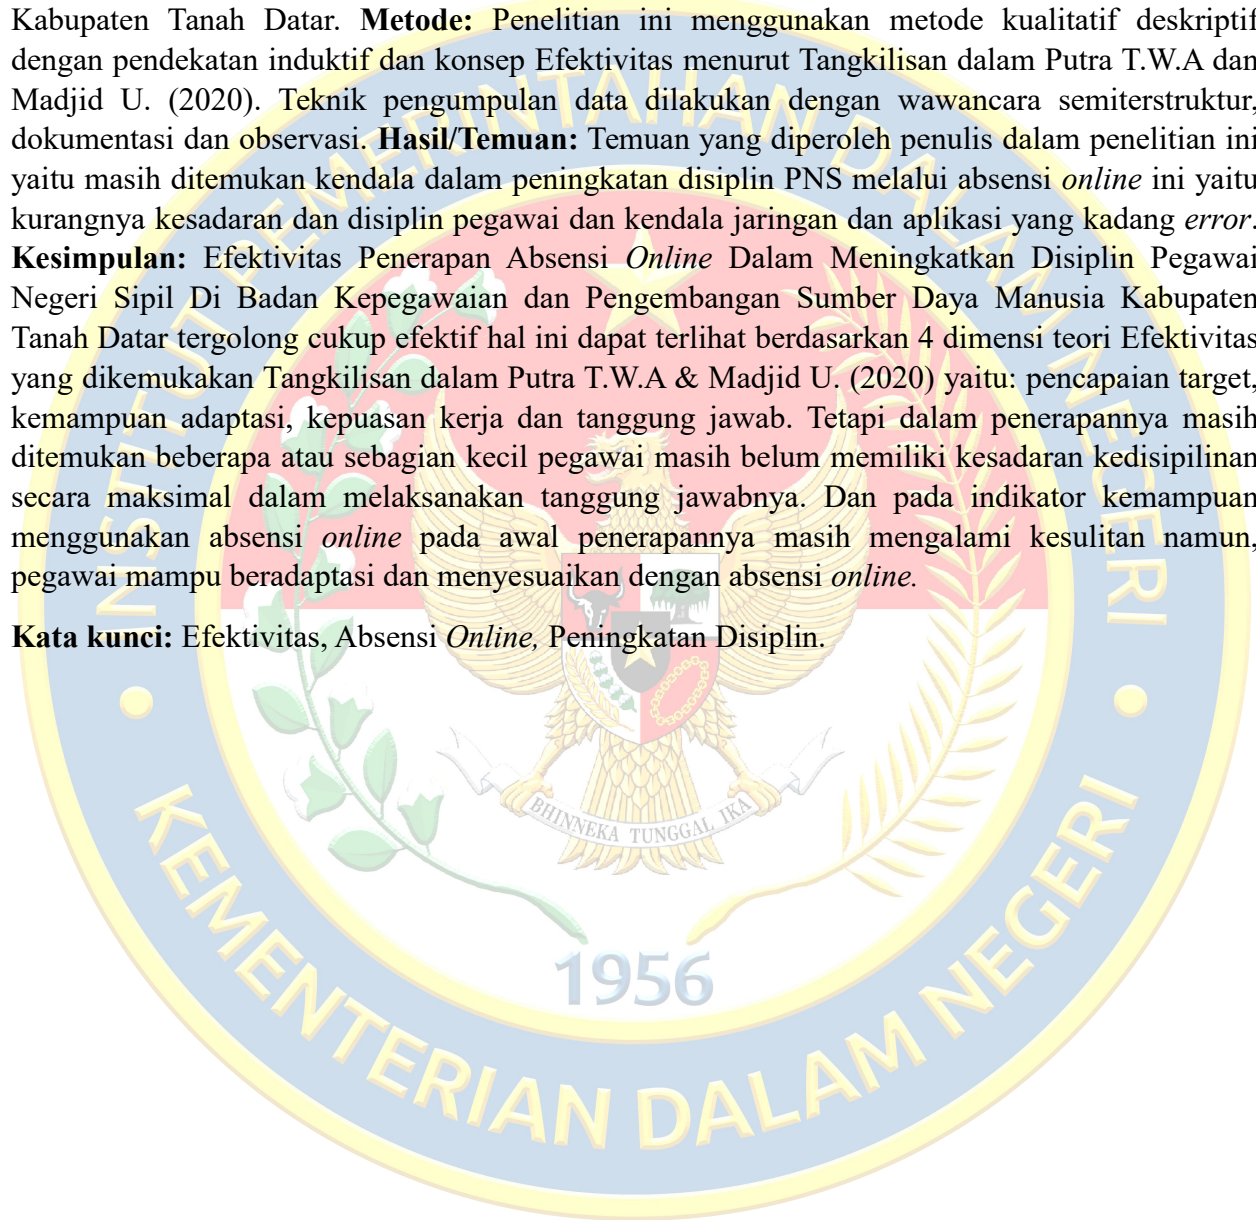 Kabupaten Tanah Datar. Metode: Penelitian ini menggunakan metode kualitatif deskriptif
dengan pendekatan induktif dan konsep Efektivitas menurut Tangkilisan dalam Putra T.W.A dan
Madjid U. (2020). Teknik pengumpulan data dilakukan dengan wawancara semiterstruktur,
dokumentasi dan observasi. Hasil/Temuan: Temuan yang diperoleh penulis dalam penelitian ini
yaitu masih ditemukan kendala dalam peningkatan disiplin PNS melalui absensi online ini yaitu
kurangnya kesadaran dan disiplin pegawai dan kendala jaringan dan aplikasi yang kadang error.
Kesimpulan: Efektivitas Penerapan Absensi Online Dalam Meningkatkan Disiplin Pegawai
Negeri Sipil Di Badan Kepegawaian dan Pengembangan Sumber Daya Manusia Kabupaten
Tanah Datar tergolong cukup efektif hal ini dapat terlihat berdasarkan 4 dimensi teori Efektivitas
yang dikemukakan Tangkilisan dalam Putra T.W.A & Madjid U. (2020) yaitu: pencapaian target,
kemampuan adaptasi, kepuasan kerja dan tanggung jawab. Tetapi dalam penerapannya masih
ditemukan beberapa atau sebagian kecil pegawai masih belum memiliki kesadaran kedisipilinan
secara maksimal dalam melaksanakan tanggung jawabnya. Dan pada indikator kemampuan
menggunakan absensi online pada awal penerapannya masih mengalami kesulitan namun,
pegawai mampu beradaptasi dan menyesuaikan dengan absensi online.
Kata kunci: Efektivitas, Absensi Online, Peningkatan Disiplin.
INSTITUT PEMERINTAHAN DALAM NEGERI
BHINNEKA TUNGGAL IKA
1956
KEMENTERIAN DALAM NEGERI